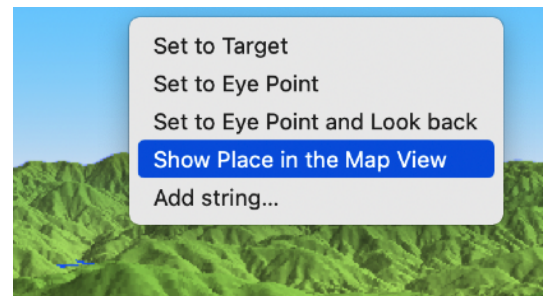 Set to Target
Set to Eye Point
Set to Eye Point and Look back
Show Place in the Map View
Add string...